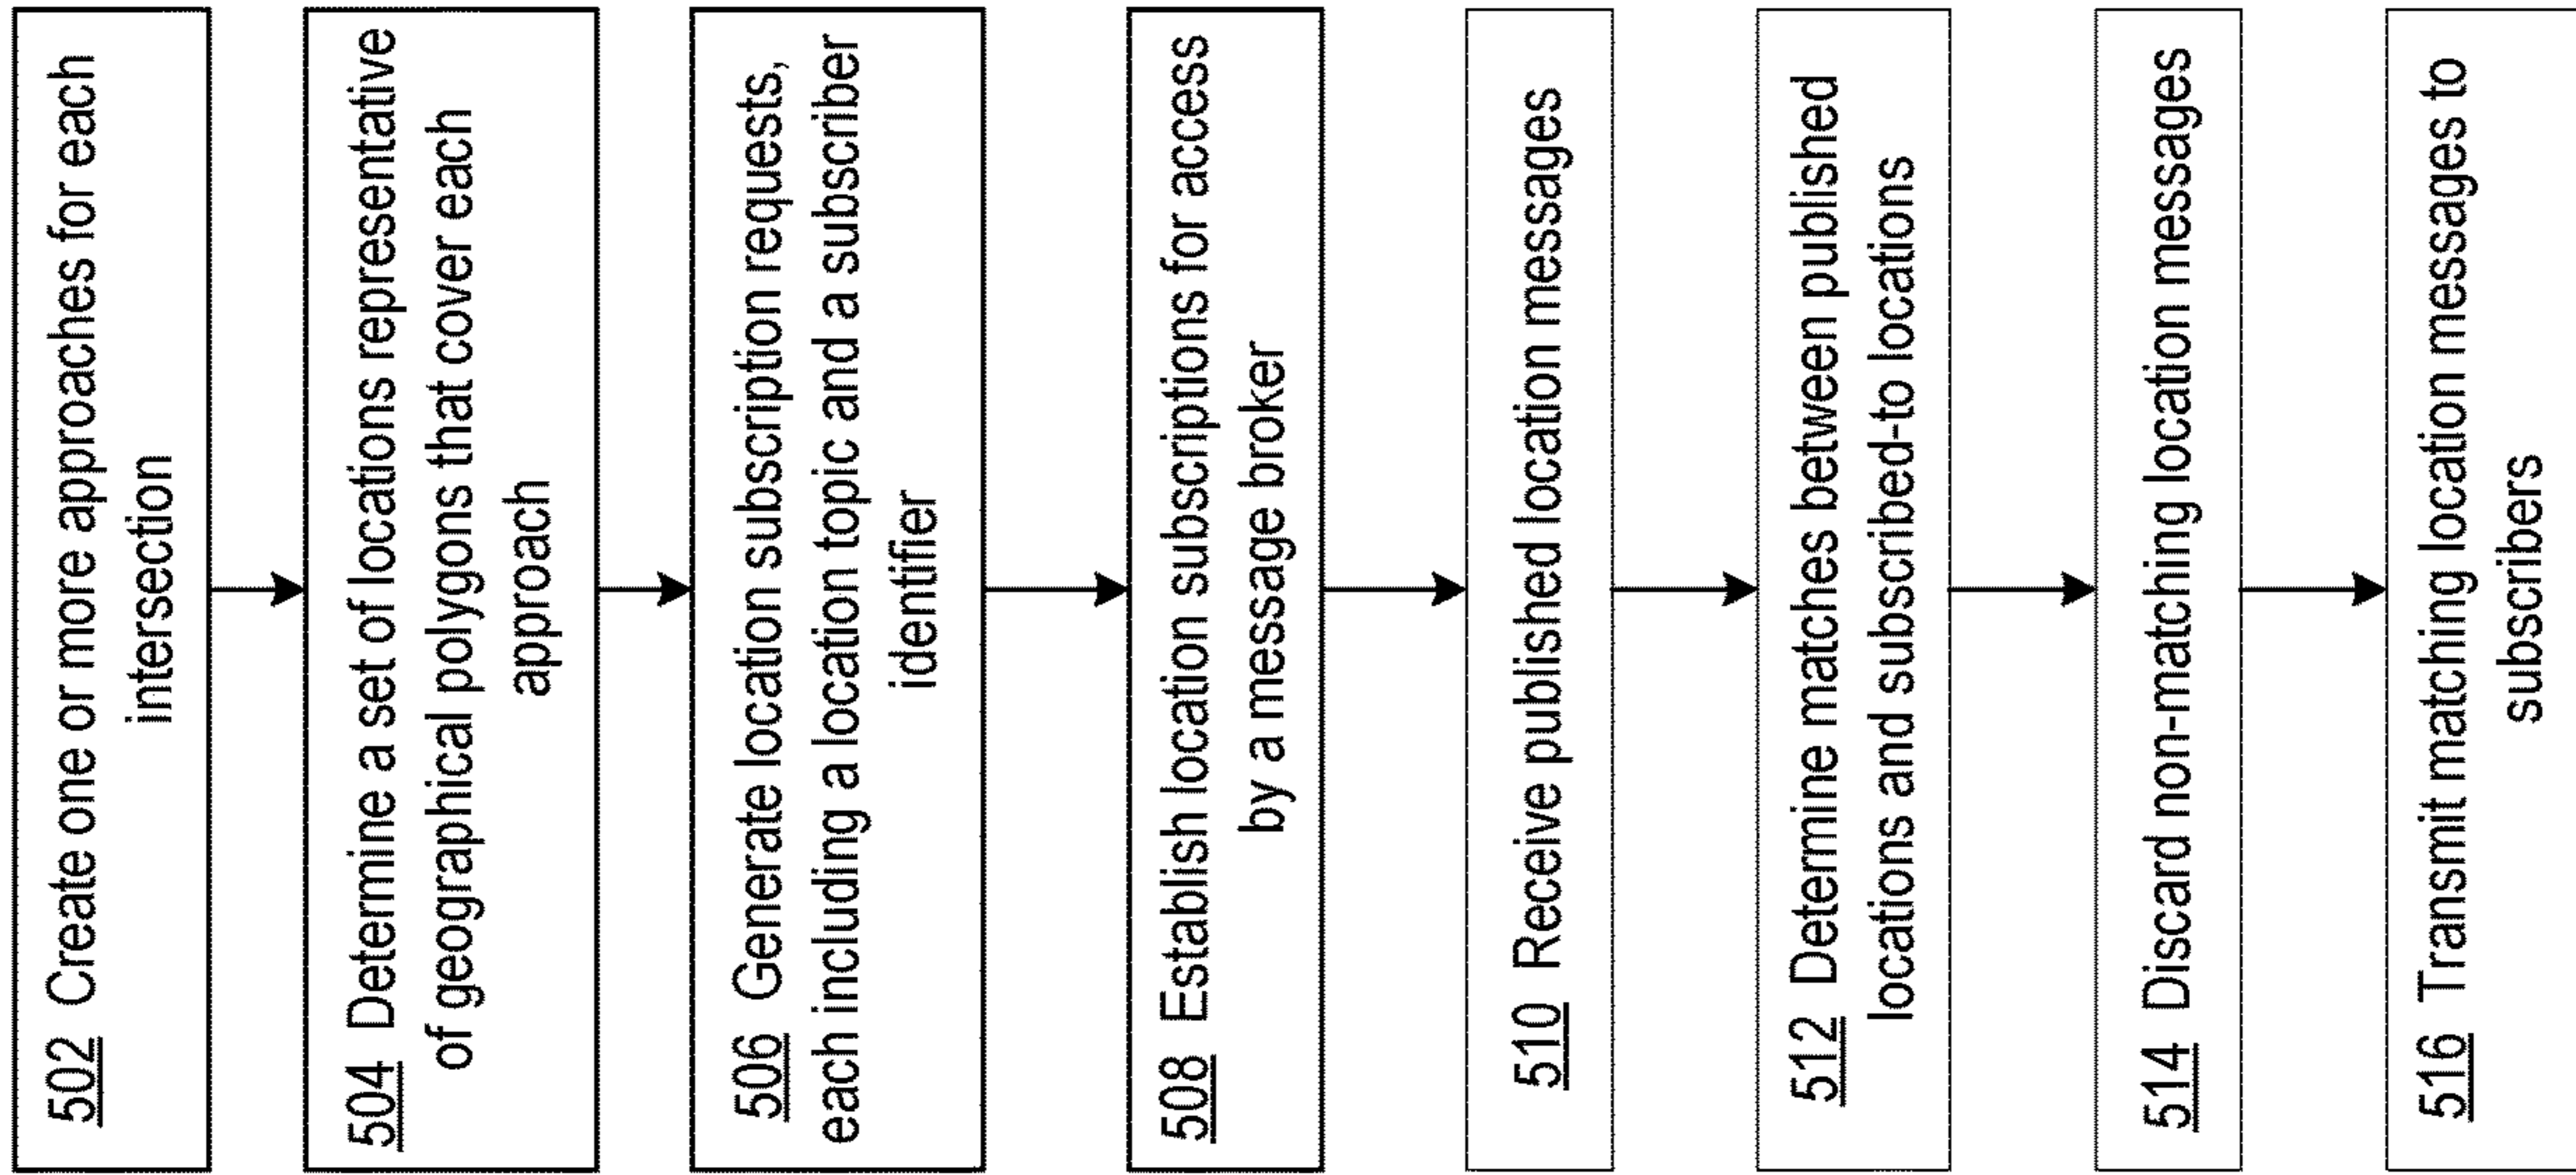 502 Create one or more approaches for each
intersection
504 Determine a set of locations representative
of geographical polygons that cover each
approach
506 Generate location subscription requests,
each including a location topic and a subscriber
identifier
508 Establish location subscriptions for access
by a message broker
510 Receive published location messages
512 Determine matches between published
locations and subscribed-to locations
514 Discard non-matching location messages
516 Transmit matching location messages to
subscribers